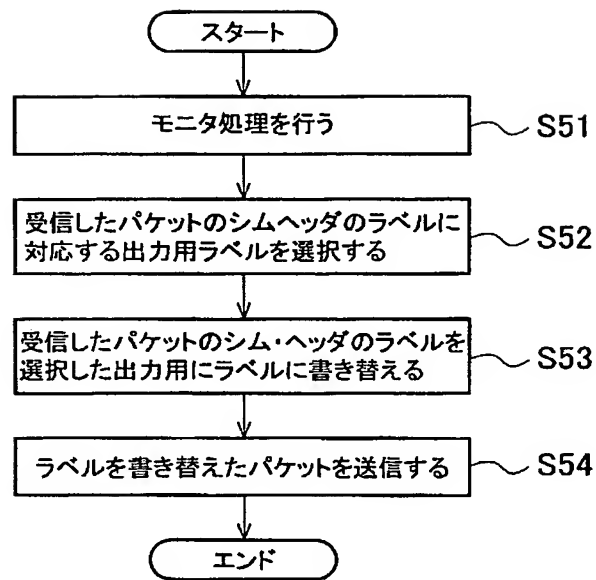 スタート
モニタ処理を行う
S51
受信したパケットのシムヘッダのラベルに
対応する出力用ラベルを選択する
S52
受信したパケットのシム・ヘッダのラベルを
選択した出力用にラベルに書き替える
S53
ラベルを書き替えたパケットを送信する
S54
エンド